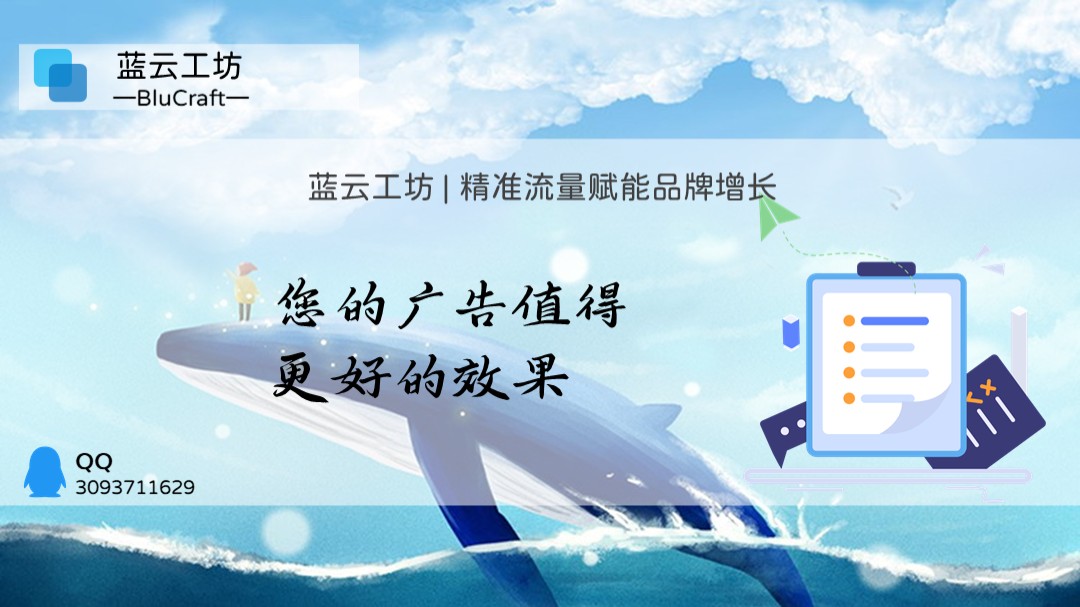 蓝云工坊
—BluCraft—
蓝云工坊 | 精准流量赋能品牌增长
您的广告值得
更好的效果
QQ
3093711629